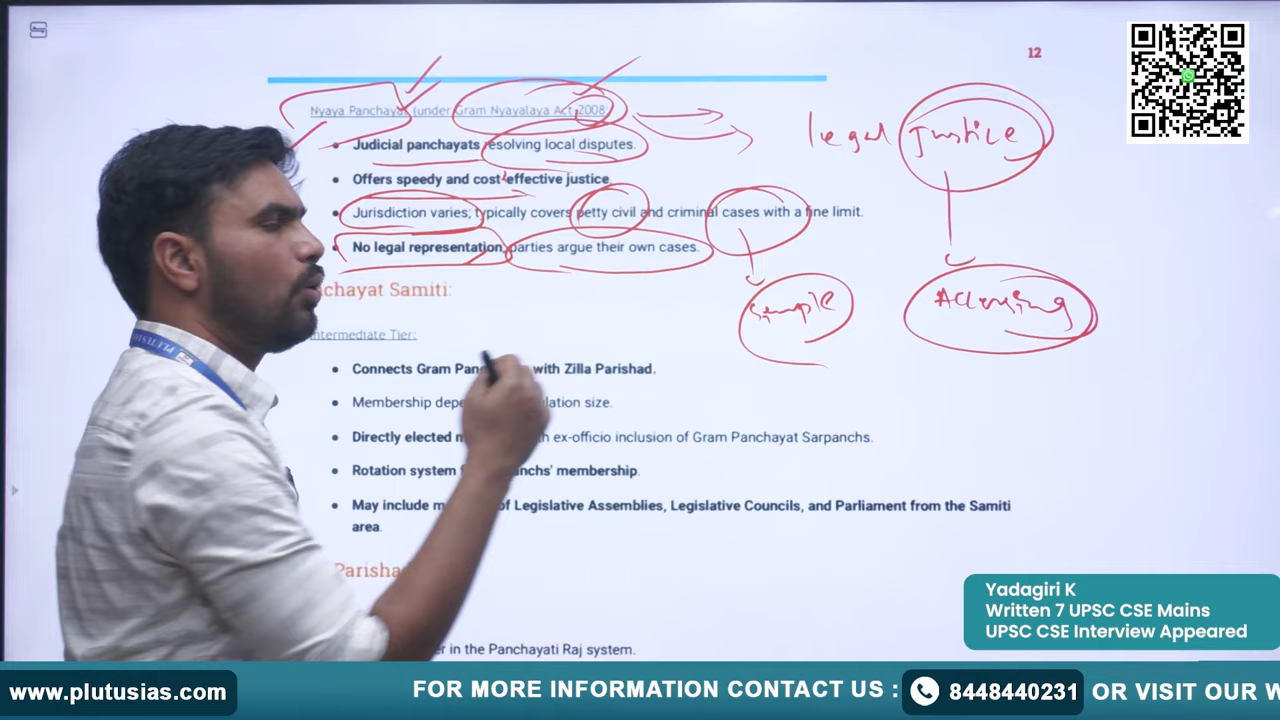 12
Nyaya Panchayat (under Gram Nyayalaya Act, 2008:
legal Justice
Judicial panchayats resolving local disputes.
Offers speedy and cost-effective justice.
Jurisdiction varies; typically covers petty civil and criminal cases with a fine limit.
No legal representation, parties argue their own cases.
chayat Samiti:
simple
Intermediate Tier:
Connects Gram Pan with Zilla Parishad.
Membership depe lation size.
Directly elected ex-officio inclusion of Gram Panchayat Sarpanchs.
Rotation system nchs' membership.
May include m of Legislative Assemblies, Legislative Councils, and Parliament from the Samiti
area.
Parisha
er in the Panchayati Raj system.
PLUTUS IAS
Yadagiri K
Written 7 UPSC CSE Mains
UPSC CSE Interview Appeared
www.plutusias.com
FOR MORE INFORMATION CONTACT US :
8448440231
OR VISIT OUR W